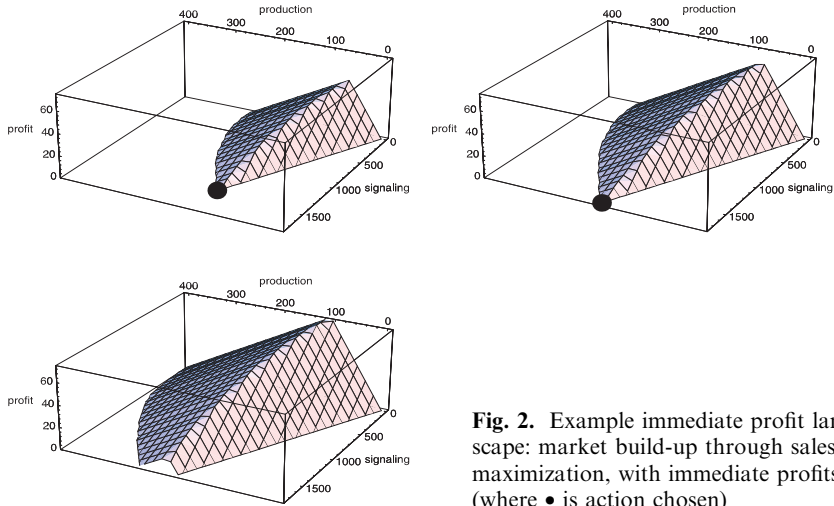 production
400
300
200
100
0
60
profit 40
20
0
0
500
1000 signaling
1500
production
400
300
200
100
0
60
profit 40
20
0
0
500
1000 signaling
1500
production
400
300
200
100
0
60
profit 40
20
0
0
500
1000 signaling
1500
Fig. 2. Example immediate profit lan
scape: market build-up through sales
maximization, with immediate profits
(where • is action chosen)